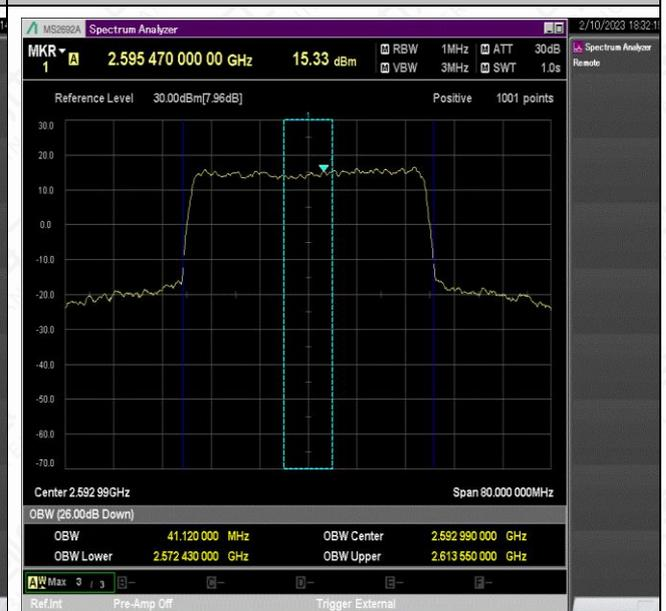 MS2692A Spectrum Analyzer 2/10/2023 18:32:1
MKR 1 A 2.595 470 000 00 GHz 15.33 dBm M RBW 1MHz M ATT 30dB
M VBW 3MHz M SWT 1.0s
Spectrum Analyzer
Remote
Reference Level 30.00dBm[7.96dB] Positive 1001 points
30.0
20.0
10.0
0.0
-10.0
-20.0
-30.0
-40.0
-50.0
-60.0
-70.0
Center 2.592 99GHz Span 80.000 000MHz
OBW (26.00dB Down)
OBW 41.120 000 MHz OBW Center 2.592 990 000 GHz
OBW Lower 2.572 430 000 GHz OBW Upper 2.613 550 000 GHz
A W Max 3 / 3 B- C- D- E- F-
Ref.Int Pre-Amp Off Trigger External